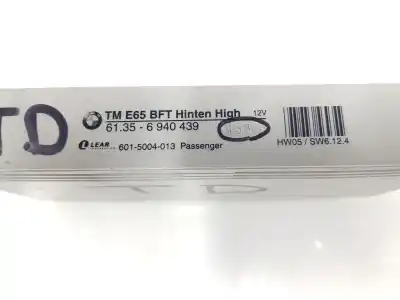 TD
TM E65 BFT Hinten High 12V
61.35 - 6 940 439
LEAR
601-5004-013 Passenger
HW05 / SW6.12.4